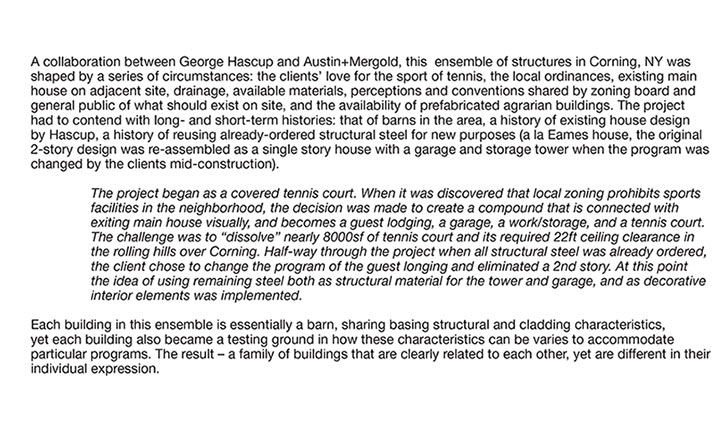 A collaboration between George Hascup and Austin+Mergold, this  ensemble of structures in Corning, NY was
shaped by a series of circumstances: the clients’ love for the sport of tennis, the local ordinances, existing main
house on adjacent site, drainage, available materials, perceptions and conventions shared by zoning board and
general public of what should exist on site, and the availability of prefabricated agrarian buildings. The project
had to contend with long- and short-term histories: that of barns in the area, a history of existing house design
by Hascup, a history of reusing already-ordered structural steel for new purposes (a la Eames house, the original
2-story design was re-assembled as a single story house with a garage and storage tower when the program was
changed by the clients mid-construction).
The project began as a covered tennis court. When it was discovered that local zoning prohibits sports
facilities in the neighborhood, the decision was made to create a compound that is connected with
exiting main house visually, and becomes a guest lodging, a garage, a work/storage, and a tennis court.
The challenge was to “dissolve” nearly 8000sf of tennis court and its required 22ft ceiling clearance in
the rolling hills over Corning. Half-way through the project when all structural steel was already ordered,
the client chose to change the program of the guest longing and eliminated a 2nd story. At this point
the idea of using remaining steel both as structural material for the tower and garage, and as decorative
interior elements was implemented.
Each building in this ensemble is essentially a barn, sharing basing structural and cladding characteristics,
yet each building also became a testing ground in how these characteristics can be varies to accommodate
particular programs. The result – a family of buildings that are clearly related to each other, yet are different in their
individual expression.